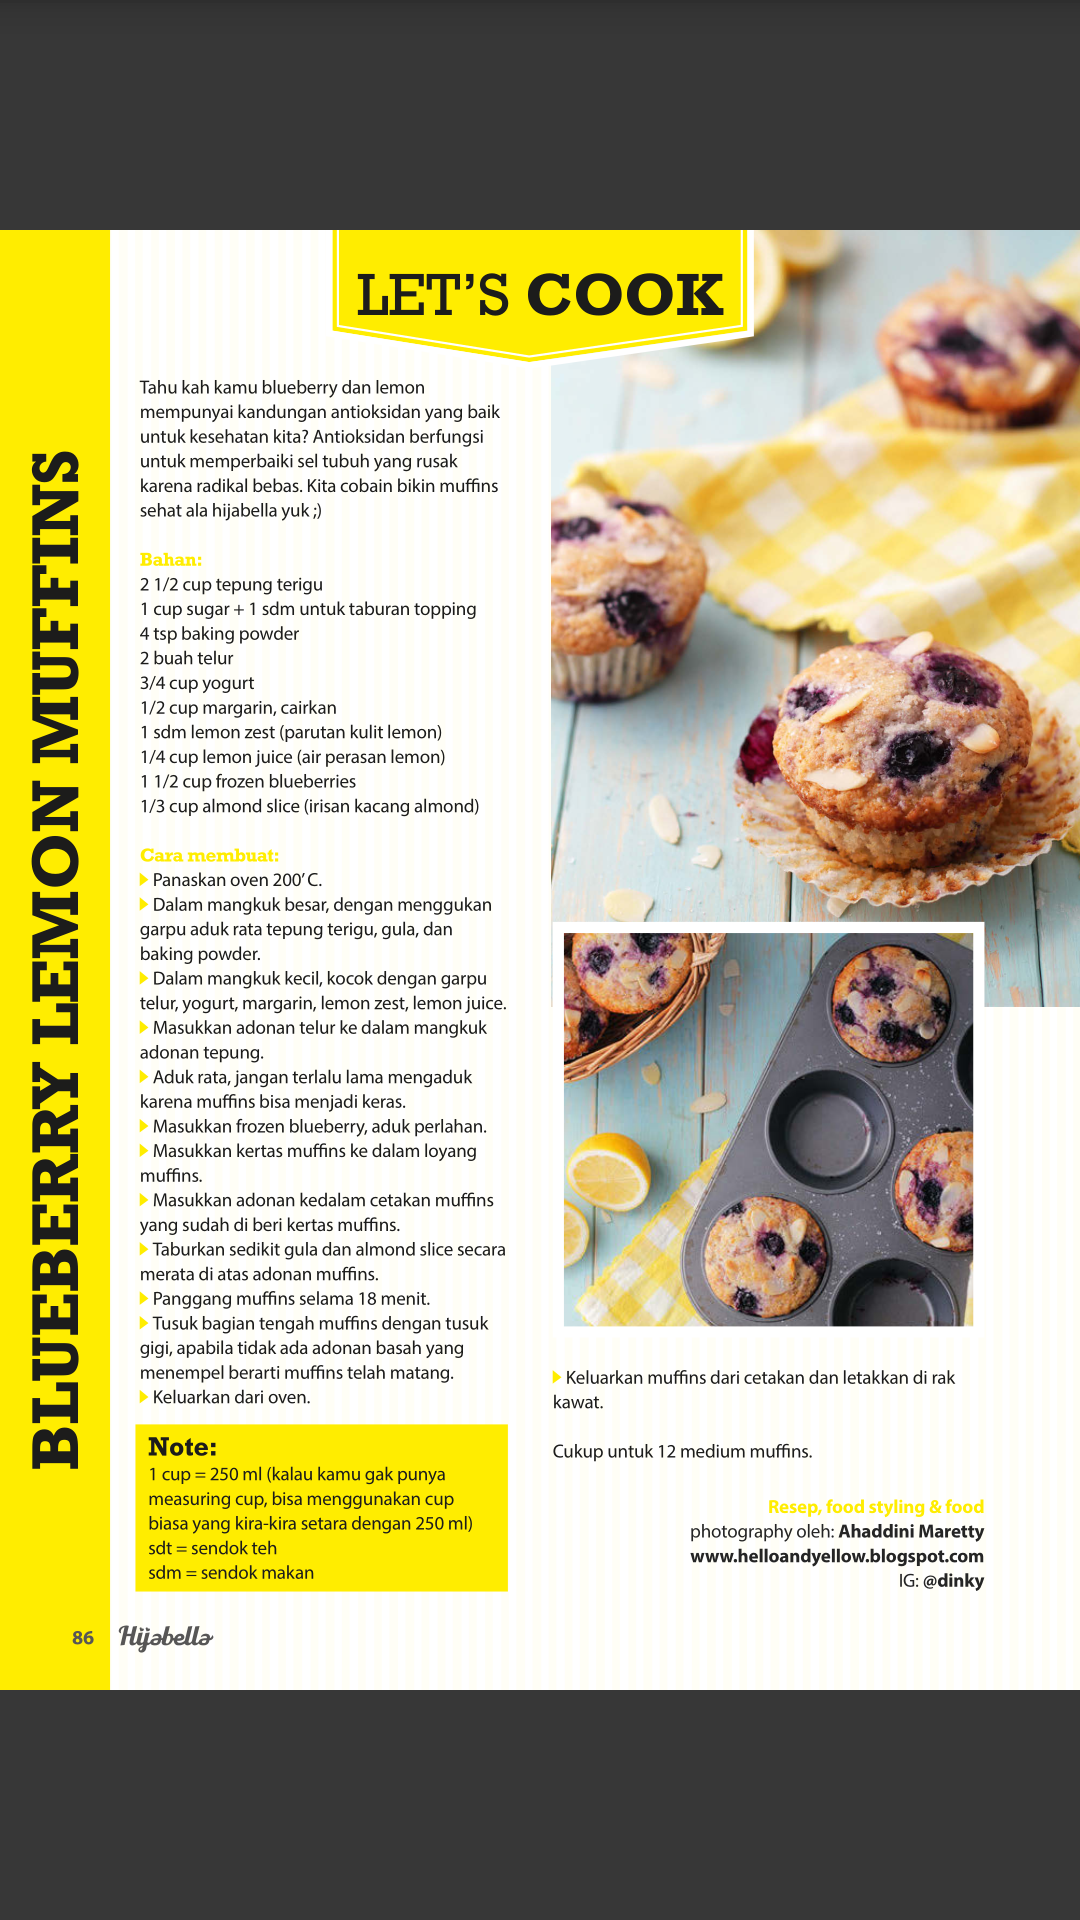 LET'S COOK
BLUEBERRY LEMON MUFFINS
Tahu kah kamu blueberry dan lemon
mempunyai kandungan antioksidan yang baik
untuk kesehatan kita? Antioksidan berfungsi
untuk memperbaiki sel tubuh yang rusak
karena radikal bebas. Kita cobain bikin muffins
sehat ala hijabella yuk ;)
Bahan:
2 1/2 cup tepung terigu
1 cup sugar + 1 sdm untuk taburan topping
4 tsp baking powder
2 buah telur
3/4 cup yogurt
1/2 cup margarin, cairkan
1 sdm lemon zest (parutan kulit lemon)
1/4 cup lemon juice (air perasan lemon)
1 1/2 cup frozen blueberries
1/3 cup almond slice (irisan kacang almond)
Cara membuat:
Panaskan oven 200' C.
Dalam mangkuk besar, dengan menggukan
garpu aduk rata tepung terigu, gula, dan
baking powder.
Dalam mangkuk kecil, kocok dengan garpu
telur, yogurt, margarin, lemon zest, lemon juice.
Masukkan adonan telur ke dalam mangkuk
adonan tepung.
Aduk rata, jangan terlalu lama mengaduk
karena muffins bisa menjadi keras.
Masukkan frozen blueberry, aduk perlahan.
Masukkan kertas muffins ke dalam loyang
muffins.
Masukkan adonan kedalam cetakan muffins
yang sudah di beri kertas muffins.
Taburkan sedikit gula dan almond slice secara
merata di atas adonan muffins.
Panggang muffins selama 18 menit.
Tusuk bagian tengah muffins dengan tusuk
gigi, apabila tidak ada adonan basah yang
menempel berarti muffins telah matang.
Keluarkan dari oven.
Note:
1 cup = 250 ml (kalau kamu gak punya
measuring cup, bisa menggunakan cup
biasa yang kira-kira setara dengan 250 ml)
sdt = sendok teh
sdm = sendok makan
Keluarkan muffins dari cetakan dan letakkan di rak
kawat.
Cukup untuk 12 medium muffins.
Resep, food styling & food
photography oleh: Ahaddini Maretty
www.helloandyellow.blogspot.com
IG: @dinky
86 Hijabella